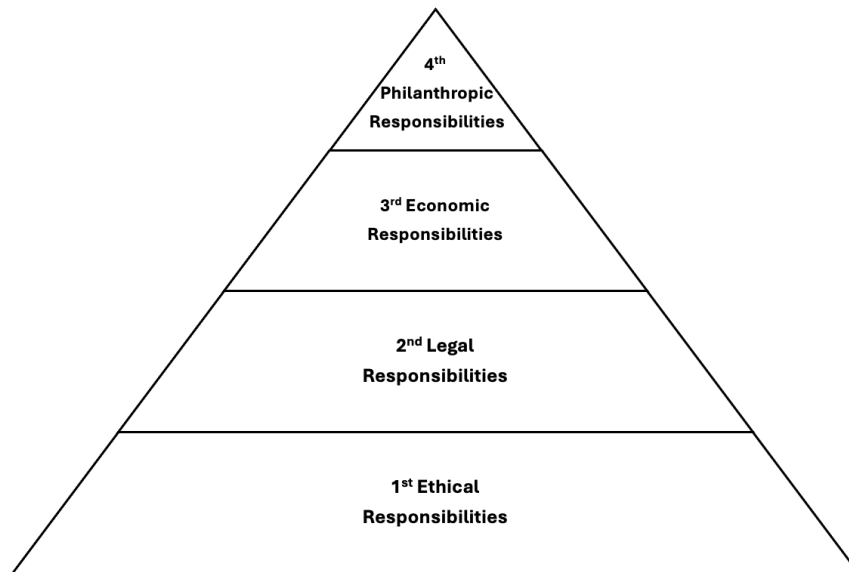 4th
Philanthropic
Responsibilities
3rd Economic
Responsibilities
2nd Legal
Responsibilities
1st Ethical
Responsibilities